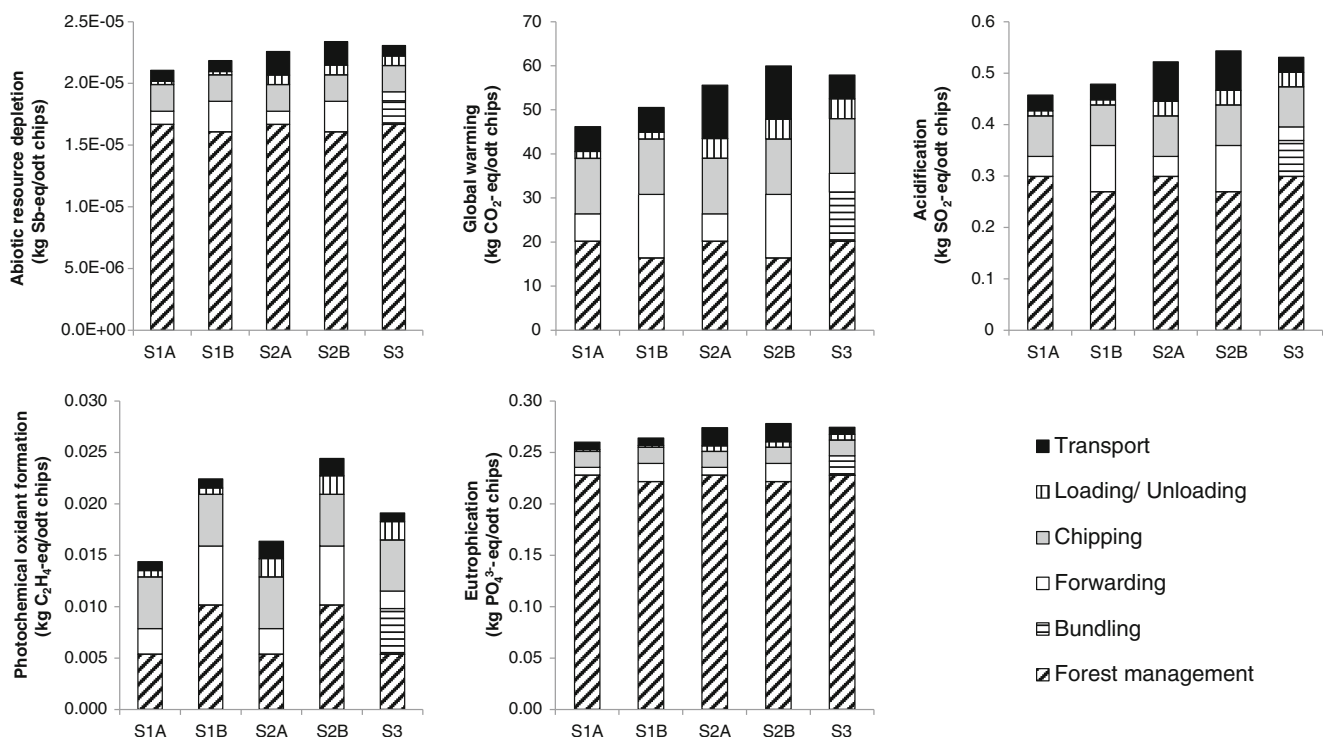 Abiotic resource depletion
(kg Sb-eq/odt chips)
2.5E-05
2.0E-05
1.5E-05
1.0E-05
5.0E-06
0.0E+00
S1A S1B S2A S2B S3
Global warming
(kg CO₂- eq/odt chips)
70
60
50
40
30
20
10
0
S1A S1B S2A S2B S3
Acidification
(kg SO₂-eq/odt chips)
0.6
0.5
0.4
0.3
0.2
0.1
0
S1A S1B S2A S2B S3
Photochemical oxidant formation
(kg C₂H₄-eq/odt chips)
0.030
0.025
0.020
0.015
0.010
0.005
0.000
S1A S1B S2A S2B S3
Eutrophication
(kg PO₄³⁻-eq/odt chips)
0.30
0.25
0.20
0.15
0.10
0.05
0.00
S1A S1B S2A S2B S3
Transport
Loading/ Unloading
Chipping
Forwarding
Bundling
Forest management